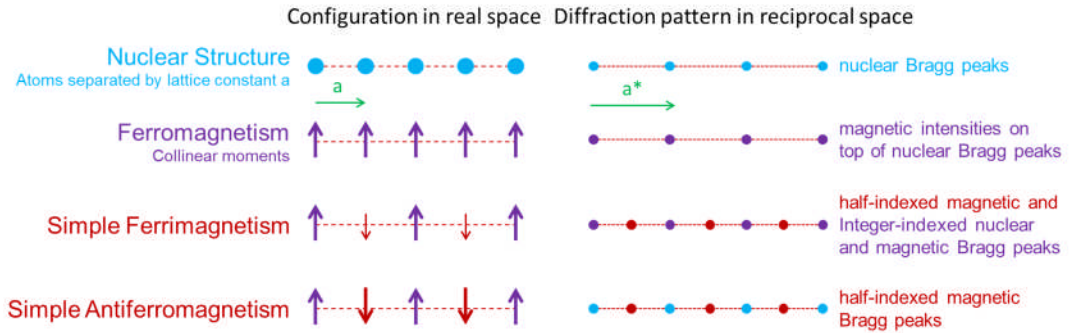 Configuration in real space
Diffraction pattern in reciprocal space
Nuclear Structure
Atoms separated by lattice constant a
nuclear Bragg peaks
a
a*
Ferromagnetism
Collinear moments
magnetic intensities on
top of nuclear Bragg peaks
Simple Ferrimagnetism
half-indexed magnetic and
Integer-indexed nuclear
and magnetic Bragg peaks
Simple Antiferromagnetism
half-indexed magnetic
Bragg peaks